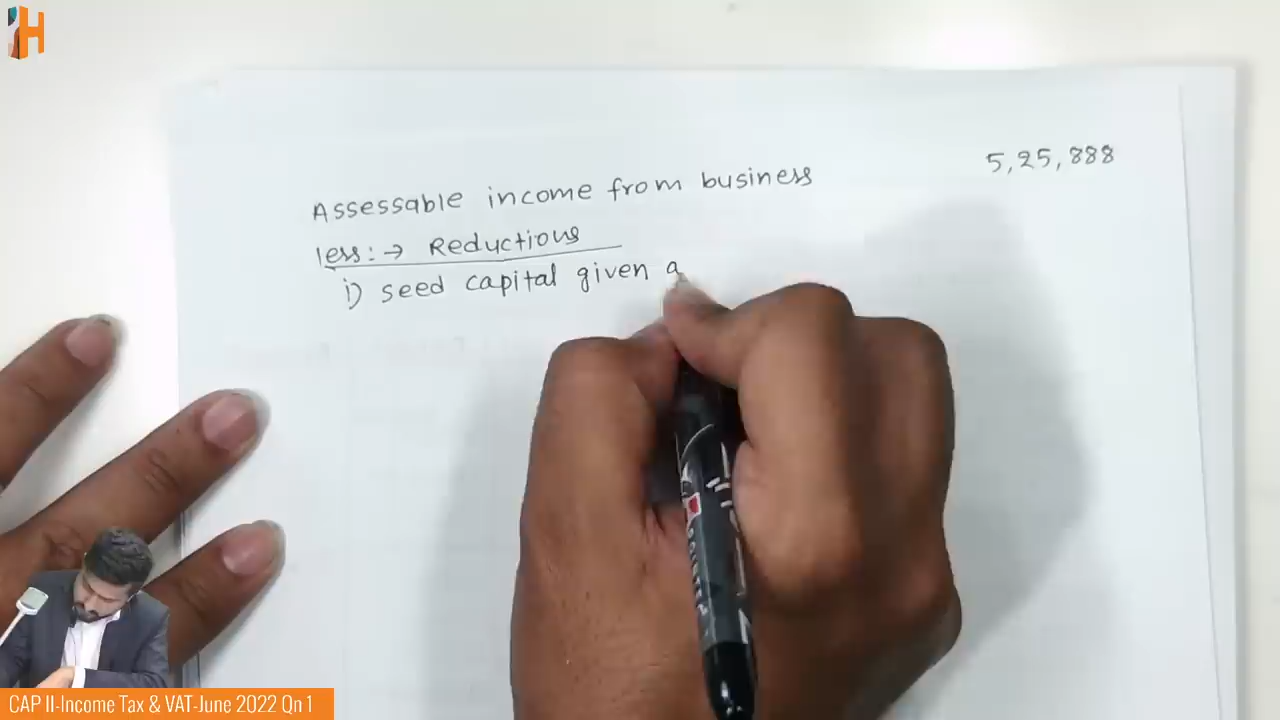 H
Assessable income from business 5,25,888
less:→ Reductions
i) seed capital given a
CAP II-Income Tax & VAT-June 2022 Qn 1